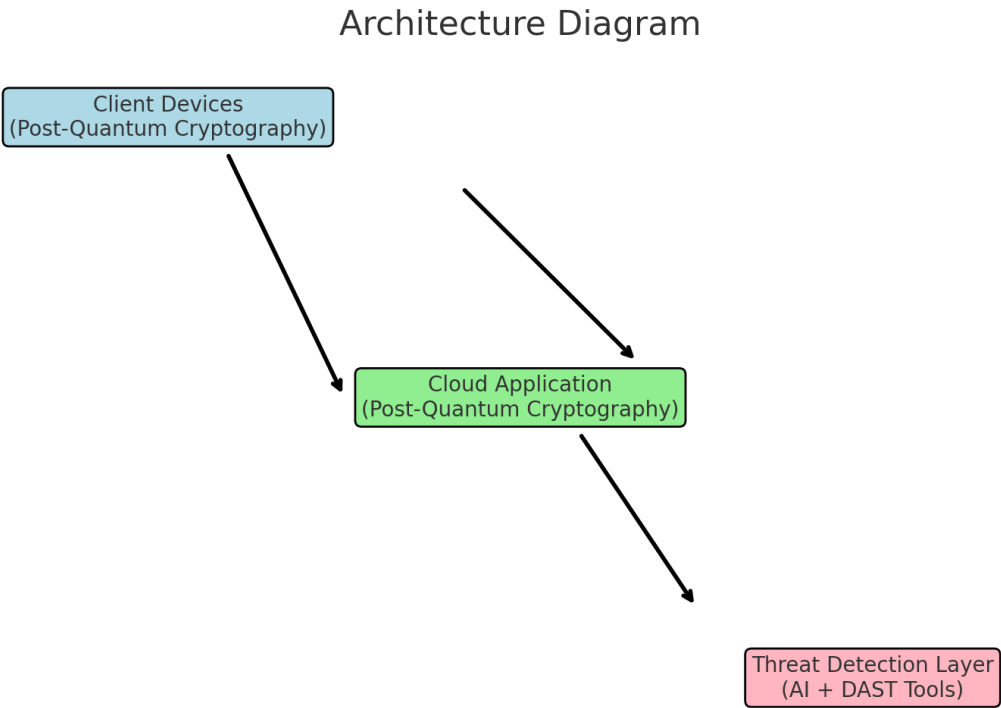 Architecture Diagram
Client Devices
(Post-Quantum Cryptography)
Cloud Application
(Post-Quantum Cryptography)
Threat Detection Layer
(AI + DAST Tools)